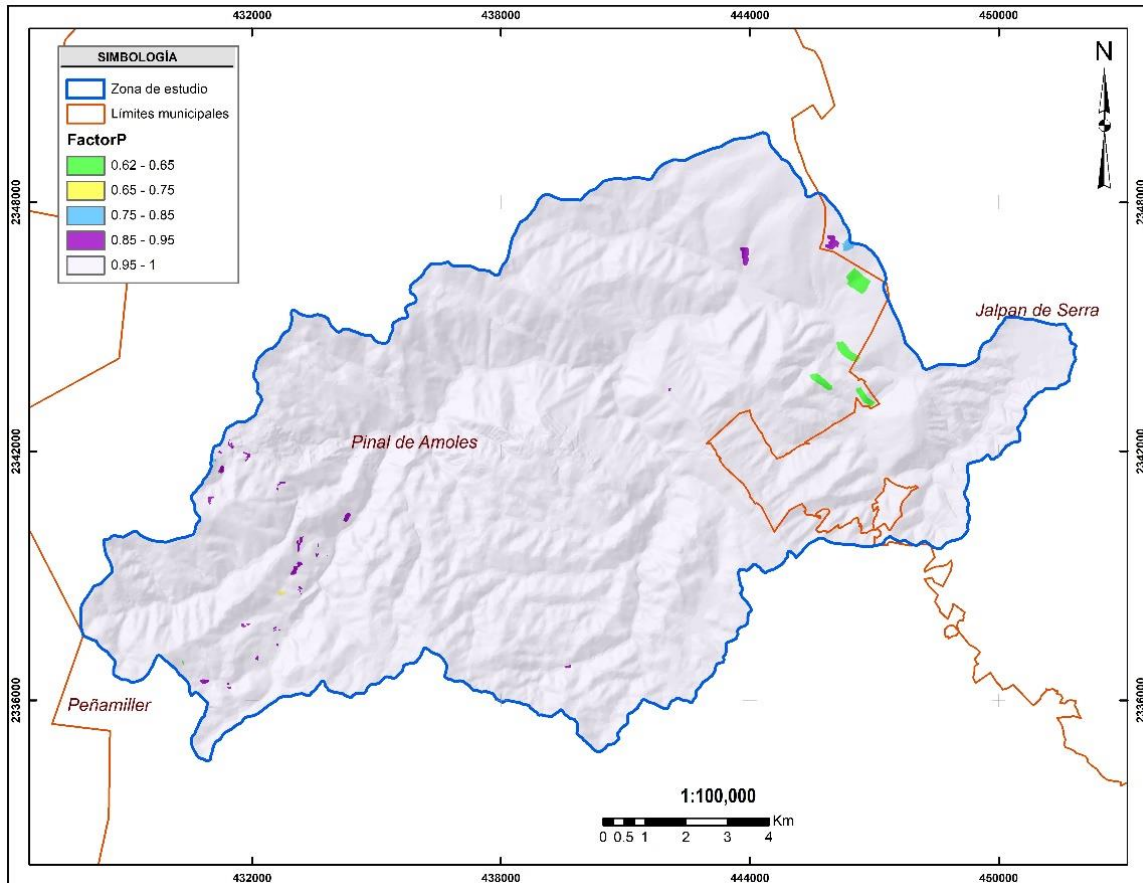 432000 438000 444000 450000
SIMBOLOGÍA
Zona de estudio
Límites municipales
FactorP
0.62 - 0.65
0.65 - 0.75
0.75 - 0.85
0.85 - 0.95
0.95 - 1
N
2348000 2348000
Jalpan de Serra
Pinal de Amoles
2342000 2342000
Peñamiller
2336000 2336000
1:100,000
Km
0 0.5 1 2 3 4
432000 438000 444000 450000